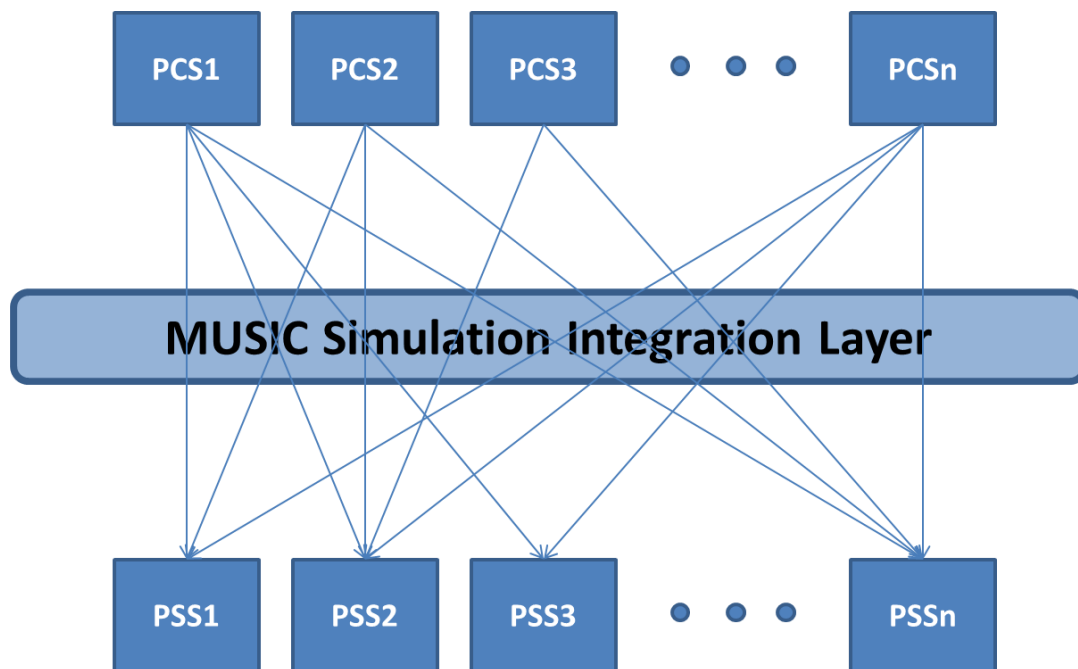 PCS1 PCS2 PCS3 PCSn
MUSIC Simulation Integration Layer
PSS1 PSS2 PSS3 PSSn